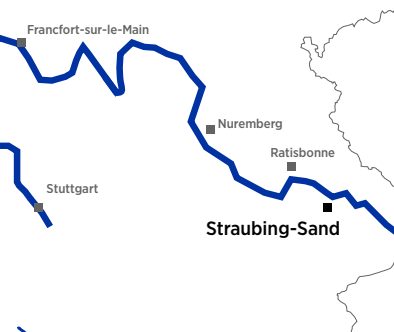 Francfort-sur-le-Main
Nuremberg
Ratisbonne
Stuttgart
Straubing-Sand